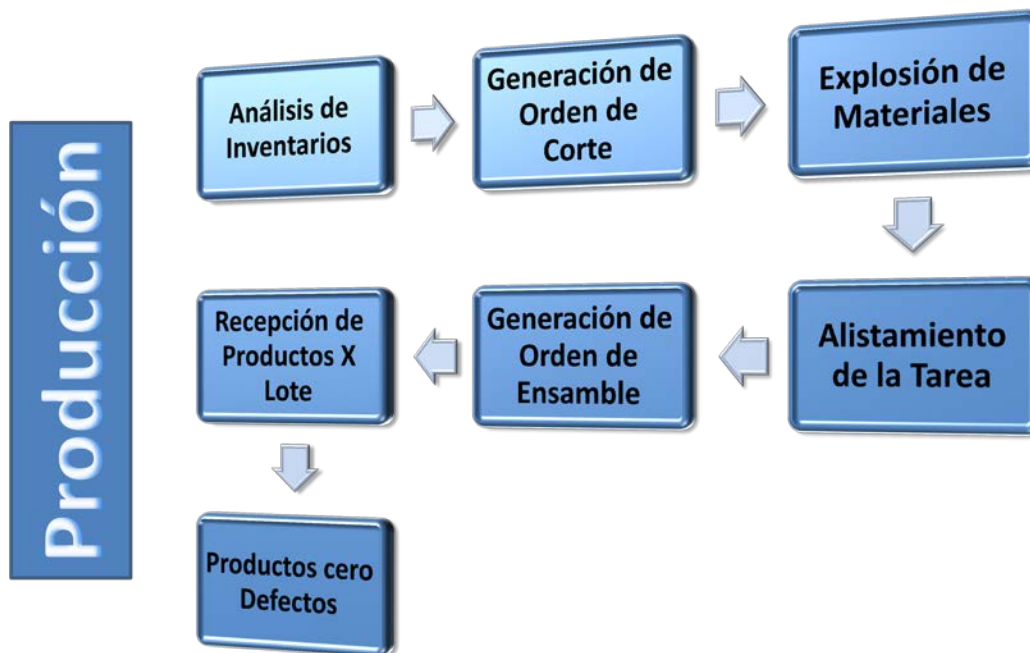 Producción
Análisis de
Inventarios
Generación de
Orden de
Corte
Explosión de
Materiales
Alistamiento
de la Tarea
Generación de
Orden de
Ensamble
Recepción de
Productos X
Lote
Productos cero
Defectos